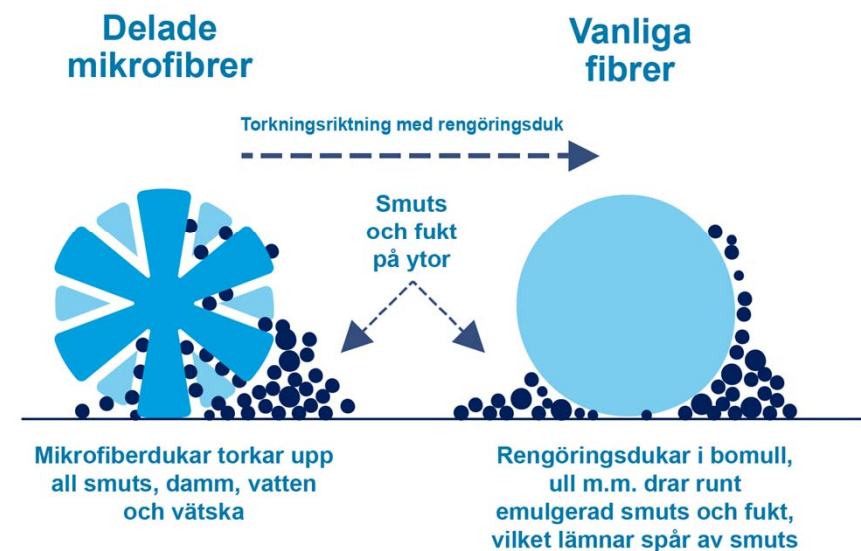 Delade
mikrofibrer
Vanliga
fibrer
Torkningsriktning med rengöringsduk
Smuts
och fukt
på ytor
Mikrofiberdukar torkar upp
all smuts, damm, vatten
och vätska
Rengöringsdukar i bomull,
ull m.m. drar runt
emulgerad smuts och fukt,
vilket lämnar spår av smuts